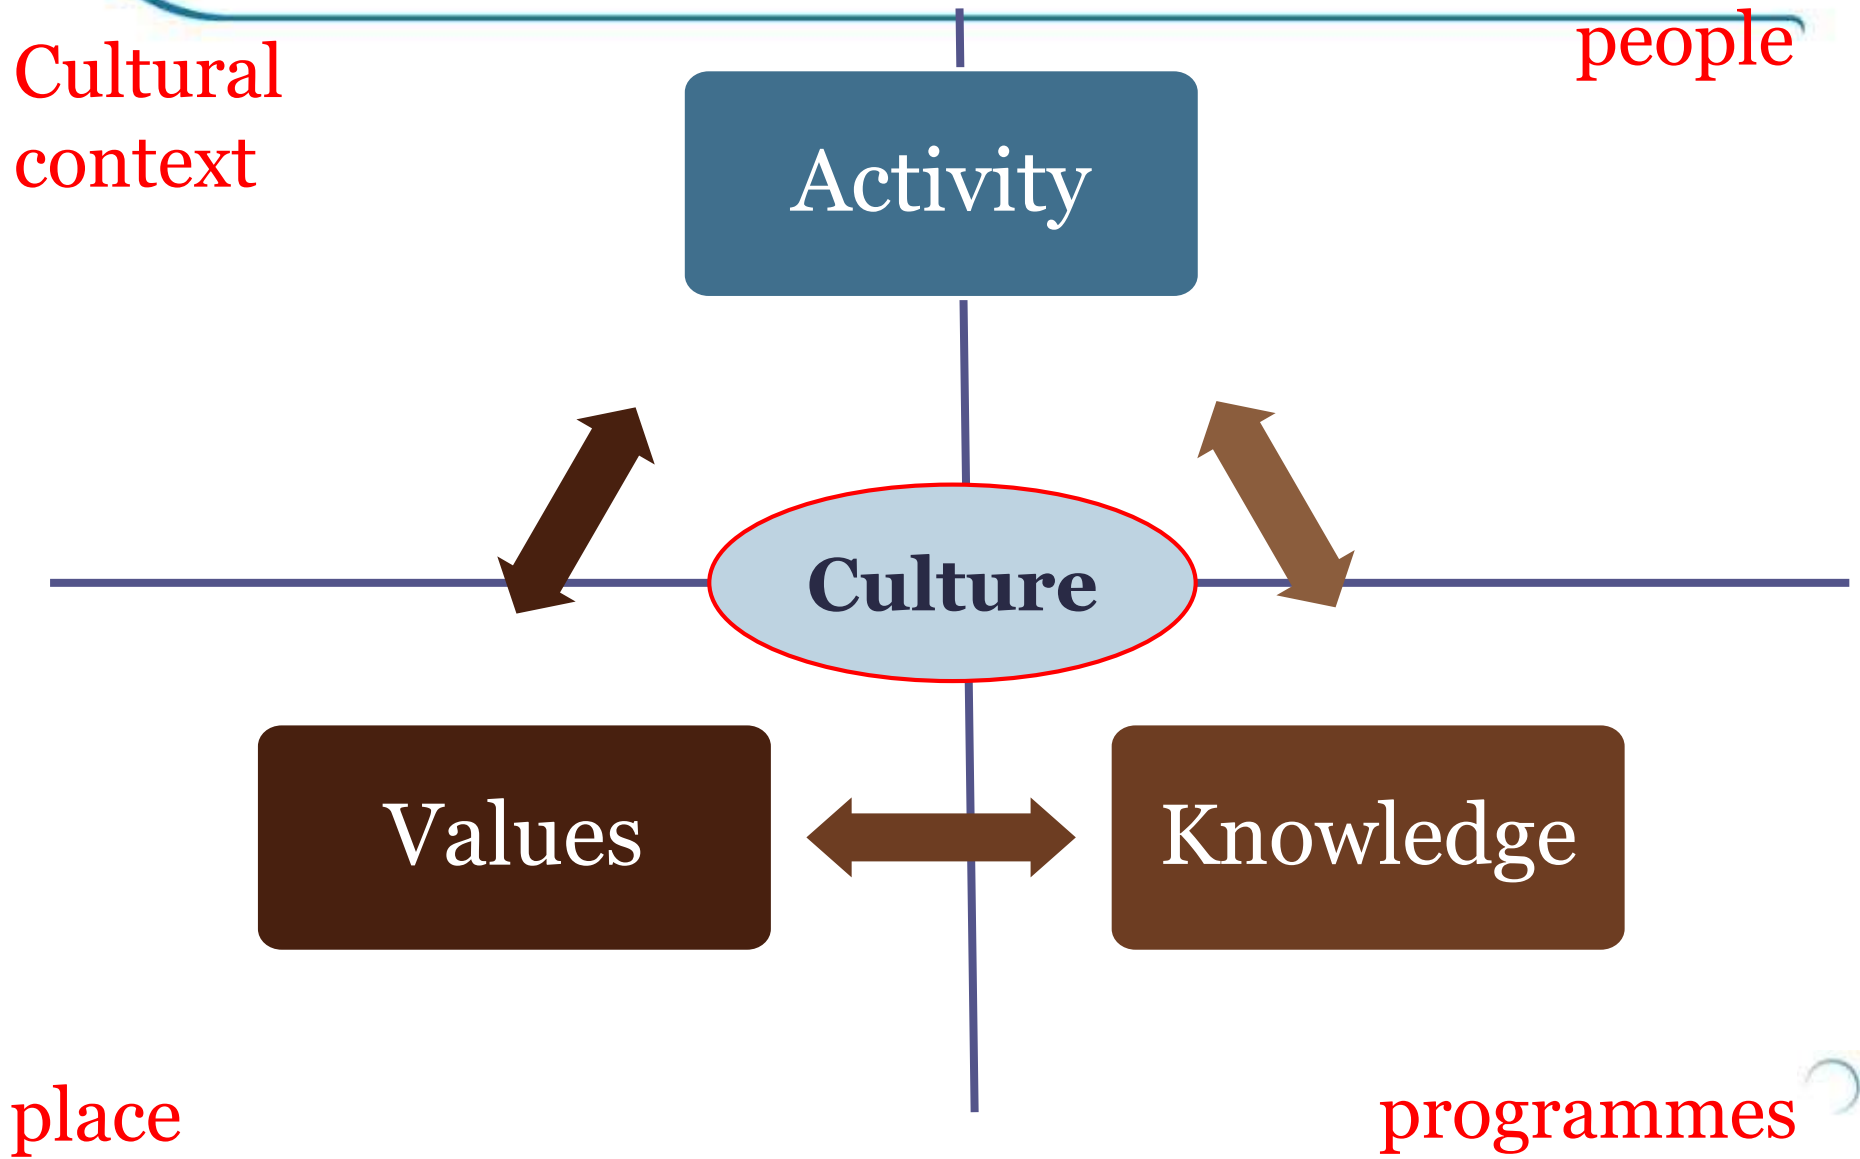 Cultural
context
people
Activity
Culture
Values
Knowledge
place
programmes